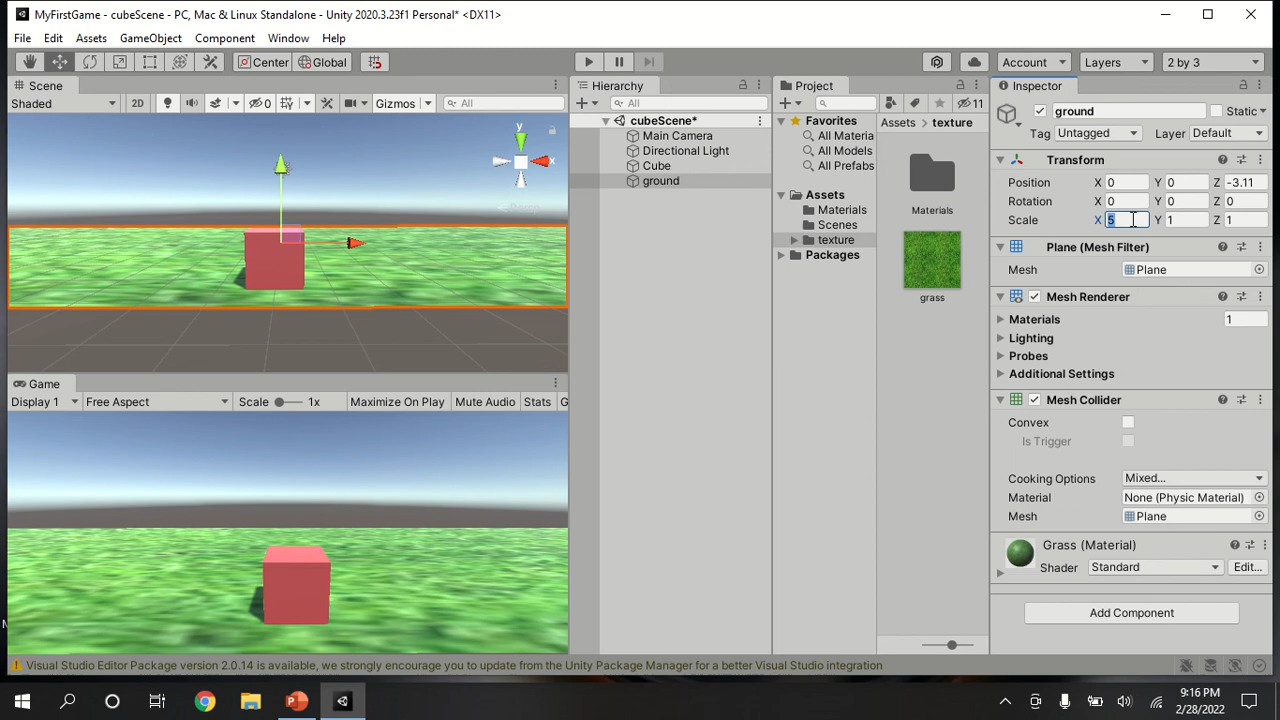 MyFirstGame - cubeScene - PC, Mac & Linux Standalone - Unity 2020.3.23f1 Personal* <DX11>
File Edit Assets GameObject Component Window Help
Center Global Account Layers 2 by 3
Scene
Shaded 2D 0 Gizmos All
y
x
Game
Display 1 Free Aspect Scale 1x Maximize On Play Mute Audio Stats G
Hierarchy
All
cubeScene*
Main Camera
Directional Light
Cube
ground
Project
11
Favorites
All Materia
All Models
All Prefabs
Assets
Materials
Scenes
texture
Packages
Assets texture
Materials
grass
Inspector
ground Static
Tag Untagged Layer Default
Transform
Position X 0 Y 0 Z -3.11
Rotation X 0 Y 0 Z 0
Scale X 5 Y 1 Z 1
Plane (Mesh Filter)
Mesh Plane
Mesh Renderer
Materials 1
Lighting
Probes
Additional Settings
Mesh Collider
Convex
Is Trigger
Cooking Options Mixed...
Material None (Physic Material)
Mesh Plane
Grass (Material)
Shader Standard Edit...
Add Component
Visual Studio Editor Package version 2.0.14 is available, we strongly encourage you to update from the Unity Package Manager for a better Visual Studio integration
9:16 PM
2/28/2022